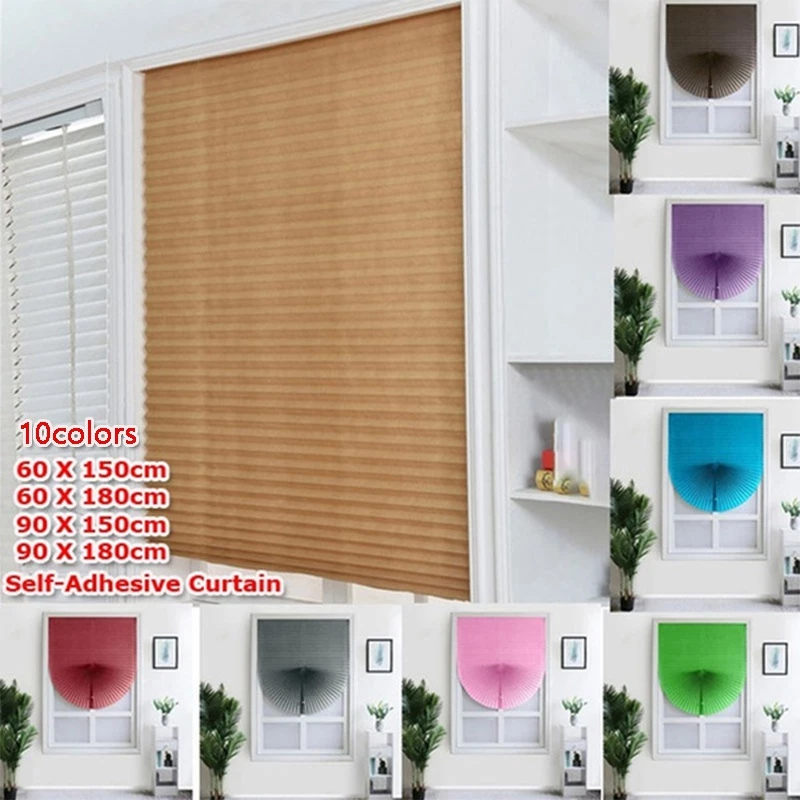 10colors
60 X 150cm
60 X 180cm
90 X 150cm
90 X 180cm
Self-Adhesive Curtain